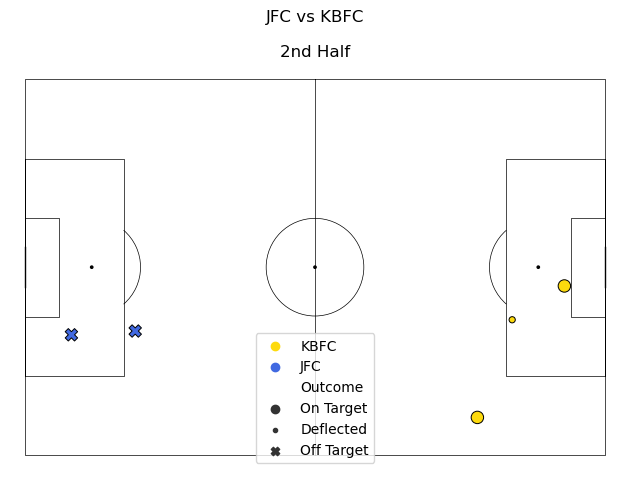 JFC vs KBFC
2nd Half
KBFC
JFC
Outcome
On Target
Deflected
Off Target